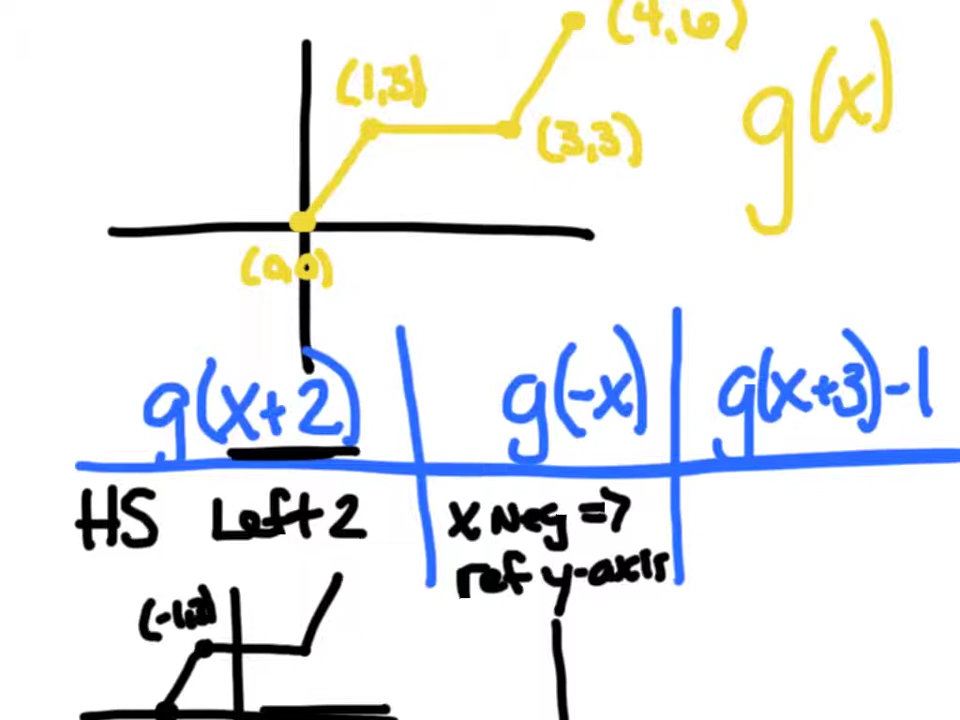 (4,6)
(1,3)
g(x)
(3,3)
(0,0)
g(x+2)
g(-x)
g(x+3)-1
HS Left 2
x neg =>
ref y-axis